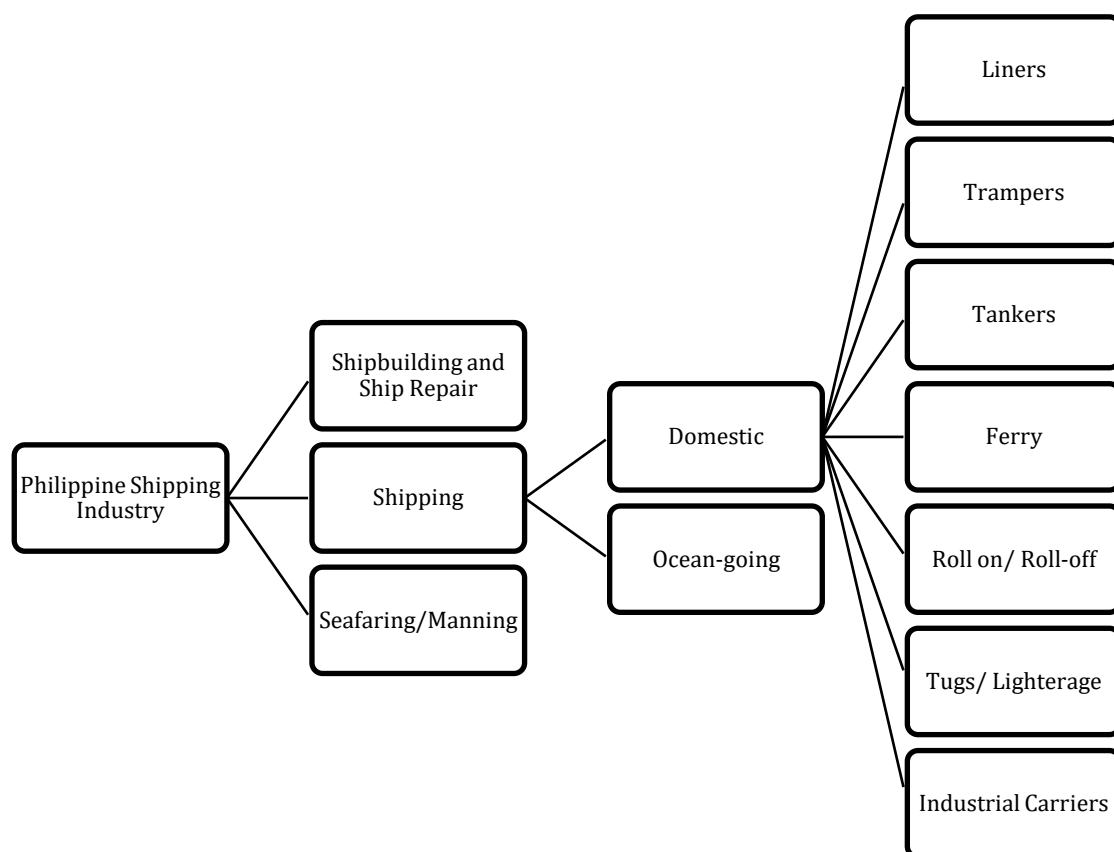 Philippine Shipping
Industry
Shipbuilding and
Ship Repair
Shipping
Seafaring/Manning
Domestic
Ocean-going
Liners
Trampers
Tankers
Ferry
Roll on/ Roll-off
Tugs/ Lighterage
Industrial Carriers